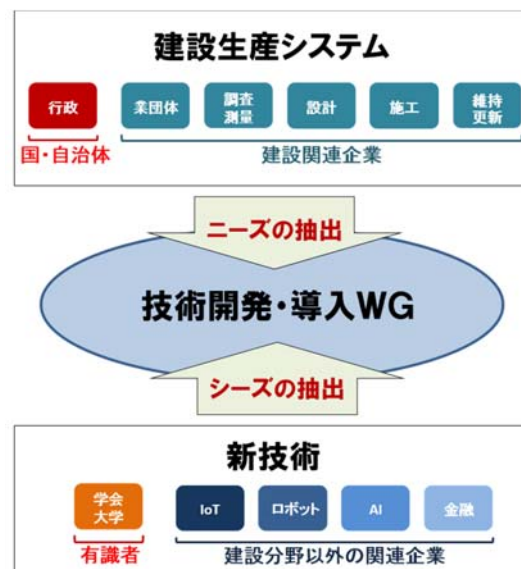 建設生産システム
行政
業団体
調査
測量
設計
施工
維持
更新
国・自治体
建設関連企業
ニーズの抽出
技術開発・導入WG
シーズの抽出
新技術
学会
大学
IoT
ロボット
AI
金融
有識者
建設分野以外の関連企業